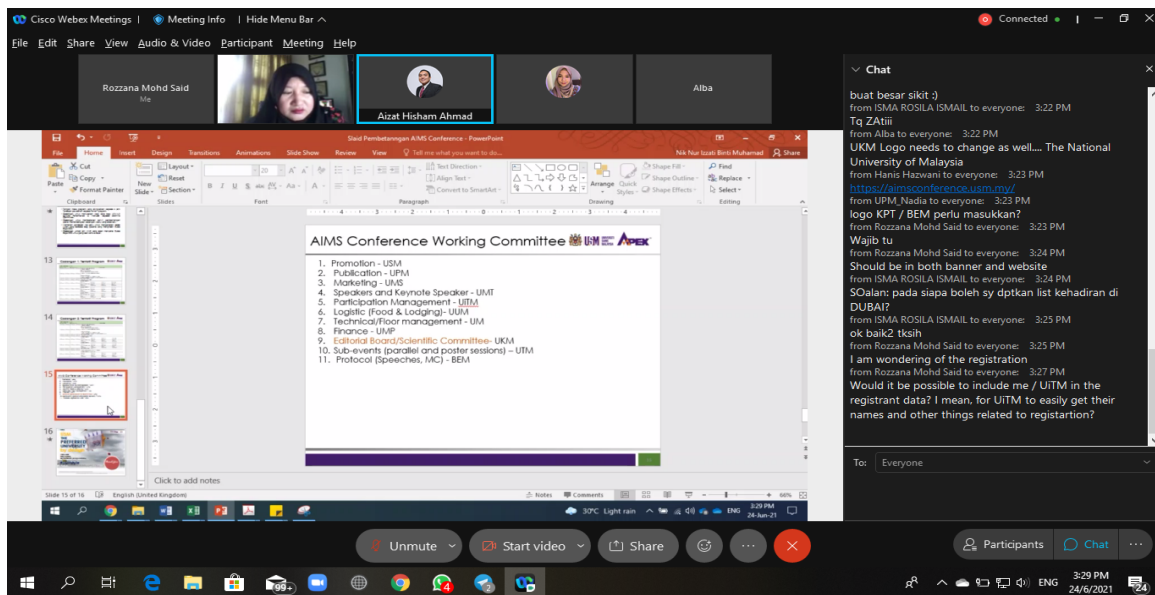 Cisco Webex Meetings | Meeting Info | Hide Menu Bar
Connected
File Edit Share View Audio & Video Participant Meeting Help
Rozzana Mohd Said
Me
Aizat Hisham Ahmad
Alba
Slaid Pembetanngan AIMS Conference - PowerPoint
File Home Insert Design Transitions Animations Slide Show Review View Tell me what you want to do...
Nik Nur Izzati Binti Muhamad Share
Paste
Cut
Copy
Format Painter
Clipboard
New Slide
Layout
Reset
Section
Slides
Font
Text Direction
Align Text
Convert to SmartArt
Paragraph
Arrange
Quick Styles
Shape Fill
Shape Outline
Shape Effects
Drawing
Find
Replace
Select
Editing
13
14
15
16
AIMS Conference Working Committee USM APEX
1. Promotion - USM
2. Publication - UPM
3. Marketing - UMS
4. Speakers and Keynote Speaker - UMT
5. Participation Management - UiTM
6. Logistic (Food & Lodging)- UUM
7. Technical/Floor management - UM
8. Finance - UMP
9. Editorial Board/Scientific Committee- UKM
10. Sub-events (parallel and poster sessions) – UTM
11. Protocol (Speeches, MC) - BEM
Click to add notes
Slide 15 of 16 English (United Kingdom) Notes Comments 66%
30°C Light rain ENG 3:29 PM
24-Jun-21
Chat
buat besar sikit :)
from ISMA ROSILA ISMAIL to everyone: 3:22 PM
Tq ZAtiii
from Alba to everyone: 3:22 PM
UKM Logo needs to change as well.... The National
University of Malaysia
from Hanis Hazwani to everyone: 3:23 PM
https://aimsconference.usm.my/
from UPM_Nadia to everyone: 3:23 PM
logo KPT / BEM perlu masukkan?
from Rozzana Mohd Said to everyone: 3:23 PM
Wajib tu
from Rozzana Mohd Said to everyone: 3:24 PM
Should be in both banner and website
from ISMA ROSILA ISMAIL to everyone: 3:24 PM
SOalan: pada siapa boleh sy dptkan list kehadiran di
DUBAI?
from ISMA ROSILA ISMAIL to everyone: 3:25 PM
ok baik2 tksih
from Rozzana Mohd Said to everyone: 3:25 PM
I am wondering of the registration
from Rozzana Mohd Said to everyone: 3:27 PM
Would it be possible to include me / UiTM in the
registrant data? I mean, for UiTM to easily get their
names and other things related to registartion?
To: Everyone
Unmute Start video Share
Participants Chat
99+
4
2
ENG 3:29 PM
24/6/2021
24